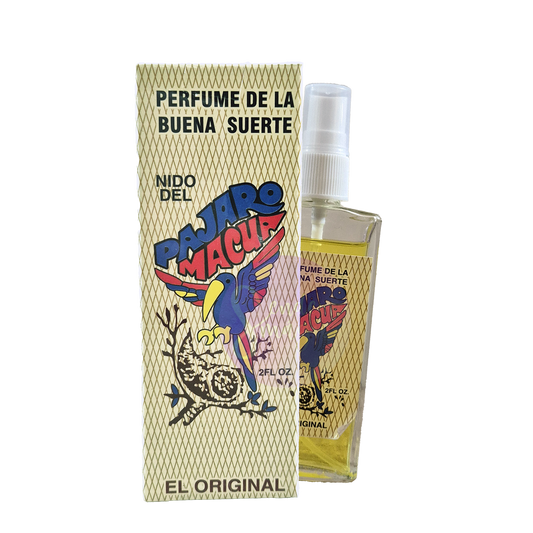 PERFUME DE LA
BUENA SUERTE
NIDO
DEL
PAJARO
MACUA
2FL OZ.
EL ORIGINAL
FUME DE LA
NA SUERTE
AJARO
MACUA
2FL OZ.
ORIGINAL